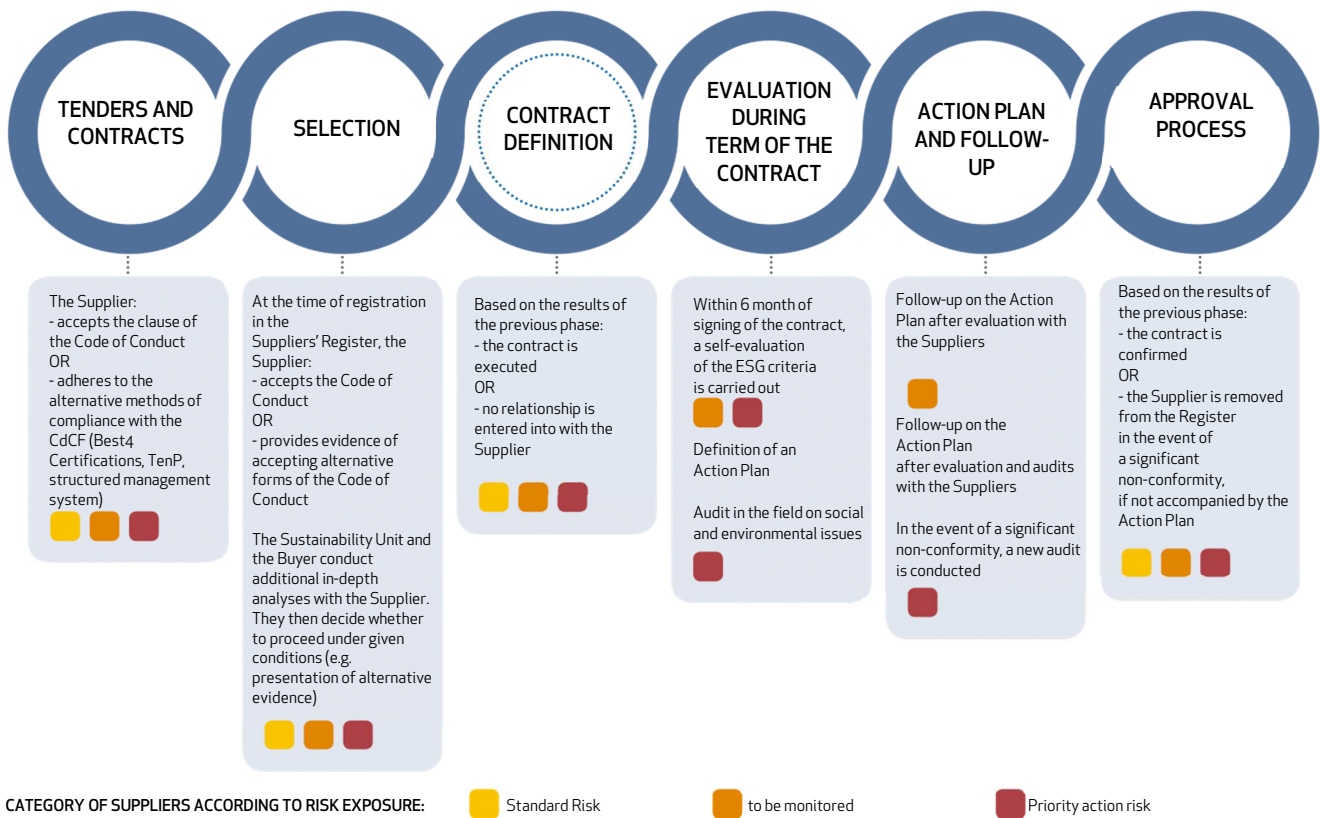 TENDERS AND
CONTRACTS
SELECTION
CONTRACT
DEFINITION
EVALUATION
DURING
TERM OF THE
CONTRACT
ACTION PLAN
AND FOLLOW-
UP
APPROVAL
PROCESS
The Supplier:
- accepts the clause of
the Code of Conduct
OR
- adheres to the
alternative methods of
compliance with the
CdCF (Best4
Certifications, TenP,
structured management
system)
At the time of registration
in the
Suppliers' Register, the
Supplier:
- accepts the Code of
Conduct
OR
- provides evidence of
accepting alternative
forms of the Code of
Conduct
The Sustainability Unit and
the Buyer conduct
additional in-depth
analyses with the Supplier.
They then decide whether
to proceed under given
conditions (e.g.
presentation of alternative
evidence)
Based on the results of
the previous phase:
- the contract is
executed
OR
- no relationship is
entered into with the
Supplier
Within 6 month of
signing of the contract,
a self-evaluation
of the ESG criteria
is carried out
Definition of an
Action Plan
Audit in the field on social
and environmental issues
Follow-up on the Action
Plan after evaluation with
the Suppliers
Follow-up on the
Action Plan
after evaluation and audits
with the Suppliers
In the event of a significant
non-conformity, a new audit
is conducted
Based on the results of
the previous phase:
- the contract is
confirmed
OR
- the Supplier is removed
from the Register
in the event of
a significant
non-conformity,
if not accompanied by the
Action Plan
CATEGORY OF SUPPLIERS ACCORDING TO RISK EXPOSURE:
Standard Risk
to be monitored
Priority action risk